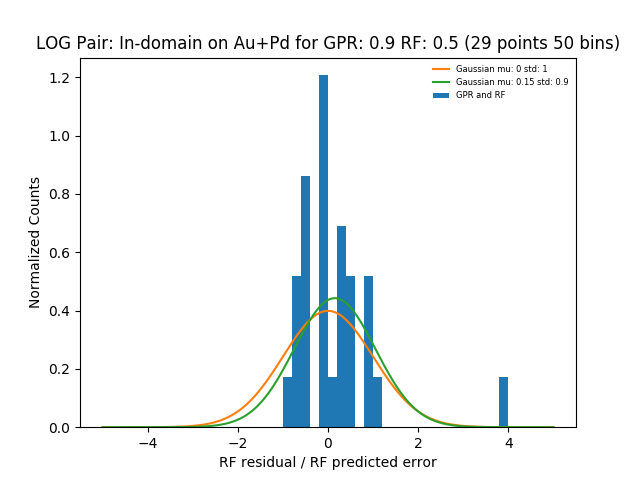 LOG Pair: In-domain on Au+Pd for GPR: 0.9 RF: 0.5 (29 points 50 bins)
Gaussian mu: 0 std: 1
Gaussian mu: 0.15 std: 0.9
GPR and RF
Normalized Counts
1.2
1.0
0.8
0.6
0.4
0.2
0.0
−4 −2 0 2 4
RF residual / RF predicted error